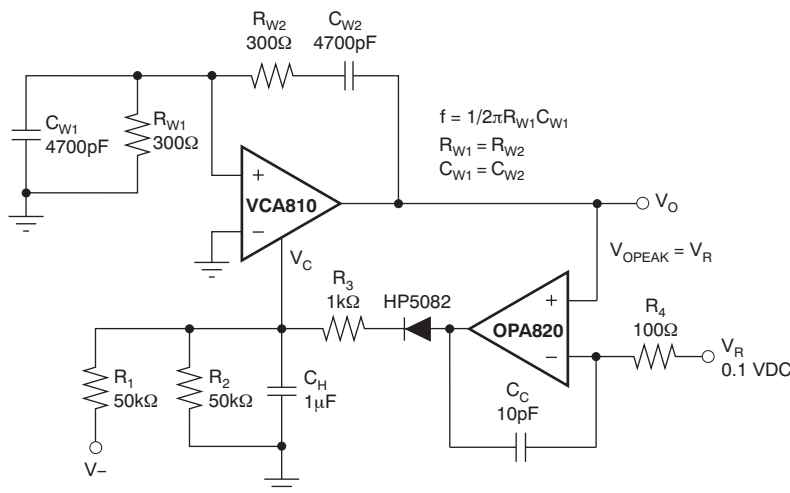 R_W2
300Ω
C_W2
4700pF
C_W1
4700pF
R_W1
300Ω
f = 1/2πR_W1C_W1
R_W1 = R_W2
C_W1 = C_W2
+
VCA810
−
V_O
V_C
V_OPEAK = V_R
R_3
1kΩ
HP5082
+
OPA820
−
R_4
100Ω
V_R
0.1 VDC
R_1
50kΩ
R_2
50kΩ
C_H
1μF
C_C
10pF
V−